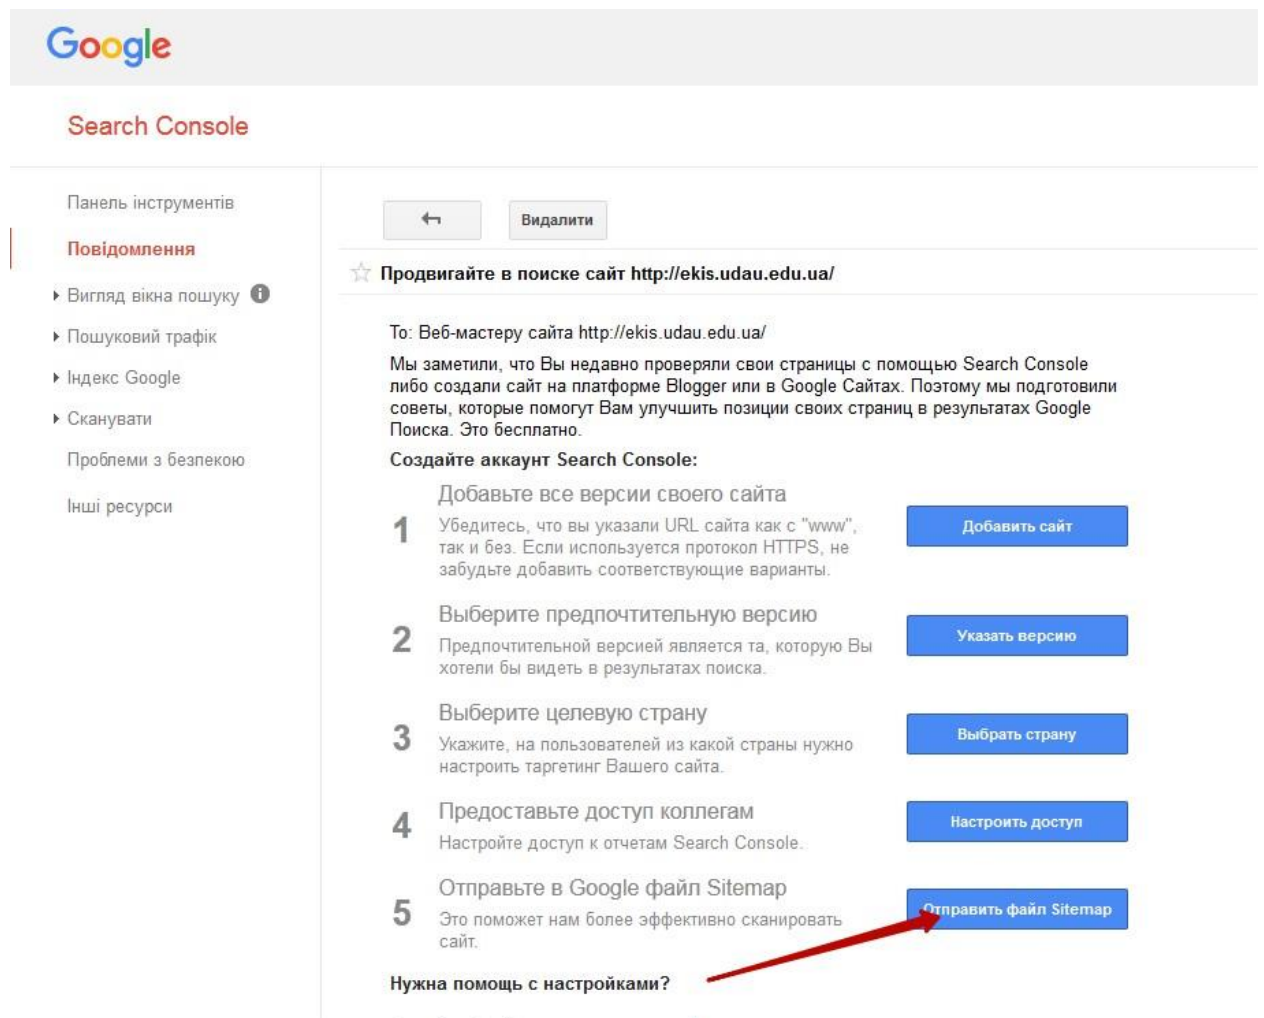 Google
Search Console
Панель інструментів
Повідомлення
Вигляд вікна пошуку
Пошуковий трафік
Індекс Google
Сканувати
Проблеми з безпекою
Інші ресурси
Видалити
Продвигайте в поиске сайт http://ekis.udau.edu.ua/
To: Веб-мастеру сайта http://ekis.udau.edu.ua/
Мы заметили, что Вы недавно проверяли свои страницы с помощью Search Console
либо создали сайт на платформе Blogger или в Google Сайтах. Поэтому мы подготовили
советы, которые помогут Вам улучшить позиции своих страниц в результатах Google
Поиска. Это бесплатно.
Создайте аккаунт Search Console:
1
Добавьте все версии своего сайта
Убедитесь, что вы указали URL сайта как с "www",
так и без. Если используется протокол HTTPS, не
забудьте добавить соответствующие варианты.
Добавить сайт
2
Выберите предпочтительную версию
Предпочтительной версией является та, которую Вы
хотели бы видеть в результатах поиска.
Указать версию
3
Выберите целевую страну
Укажите, на пользователей из какой страны нужно
настроить таргетинг Вашего сайта.
Выбрать страну
4
Предоставьте доступ коллегам
Настройте доступ к отчетам Search Console.
Настроить доступ
5
Отправьте в Google файл Sitemap
Это поможет нам более эффективно сканировать
сайт.
Отправить файл Sitemap
Нужна помощь с настройками?